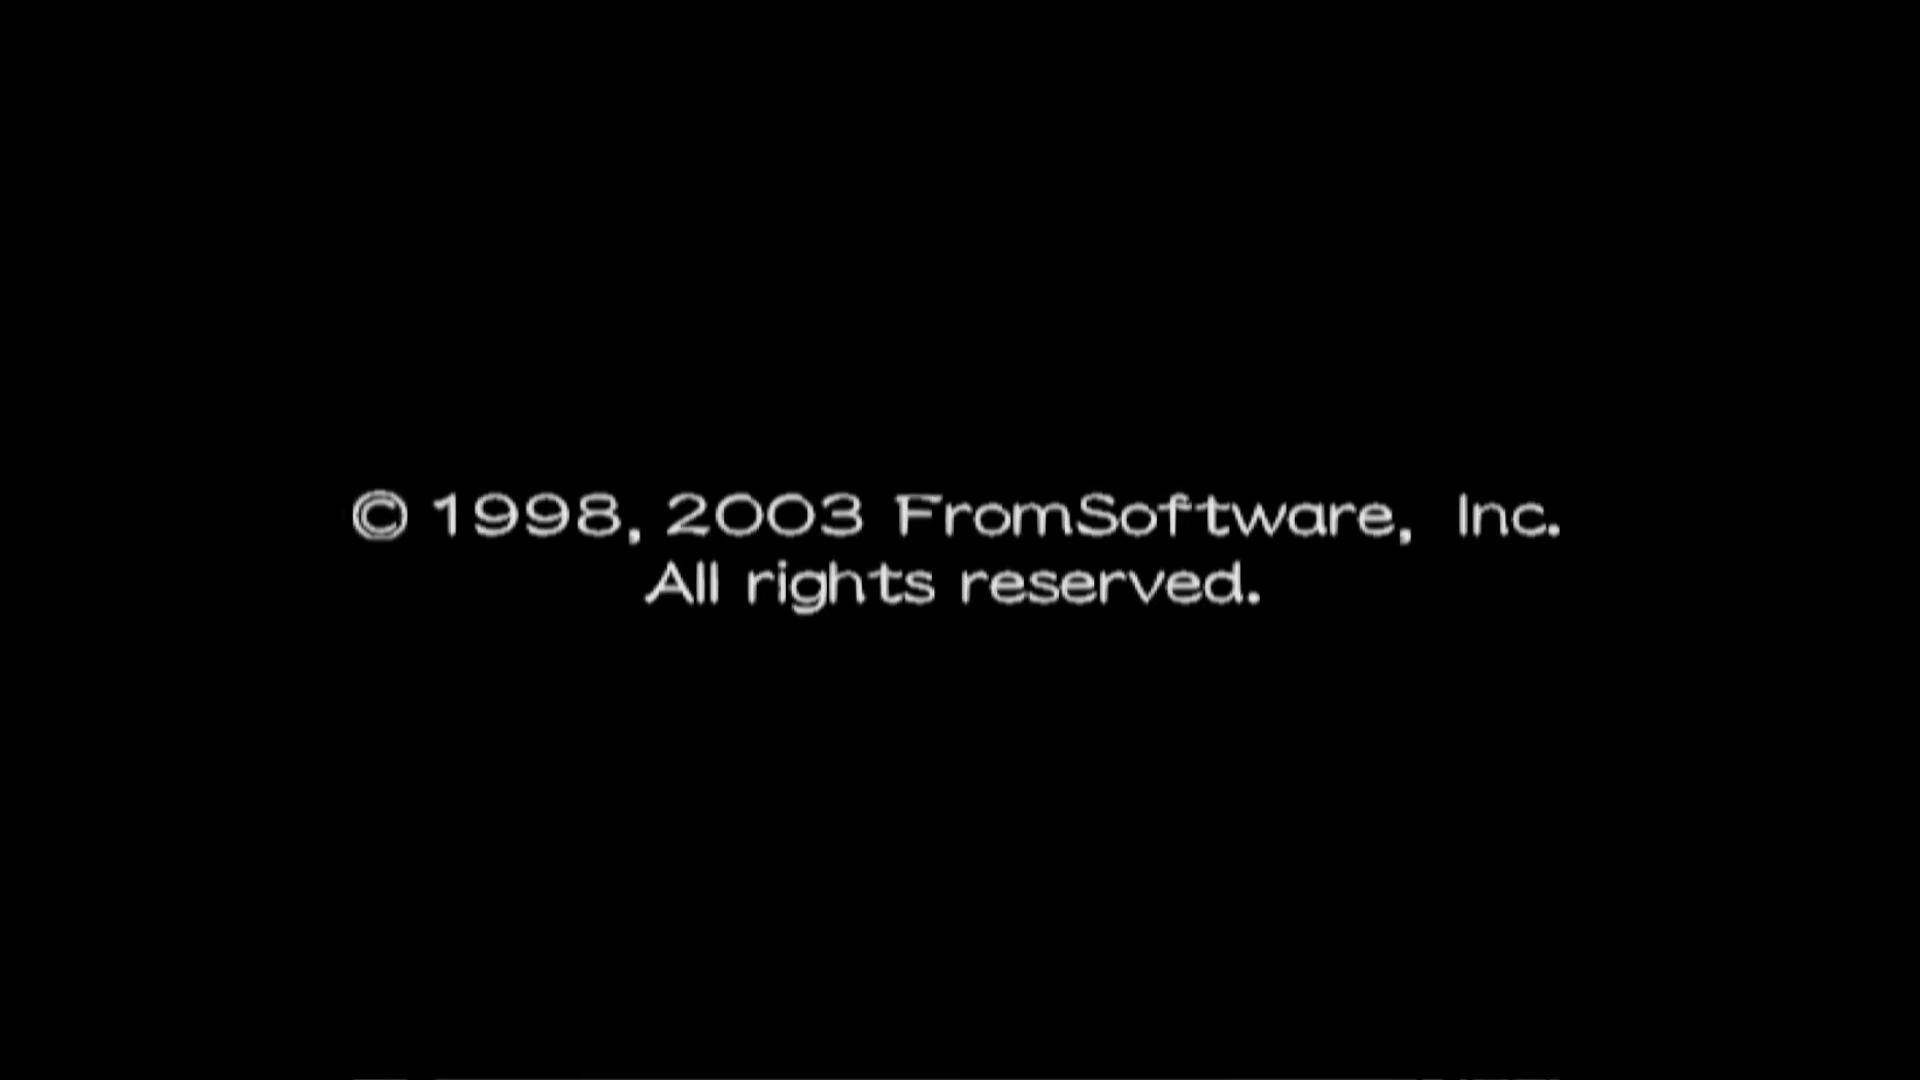 © 1998, 2003 FromSoftware, Inc.
All rights reserved.